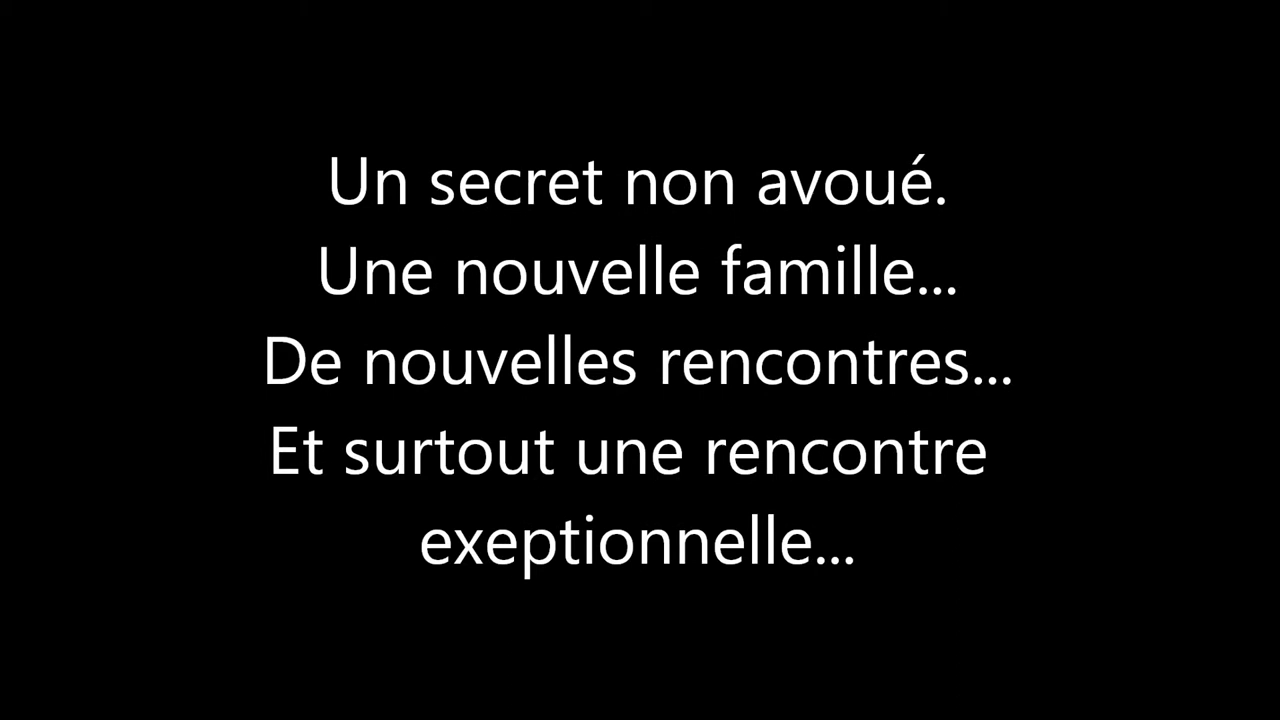 Un secret non avoué.
Une nouvelle famille...
De nouvelles rencontres...
Et surtout une rencontre
exeptionnelle...